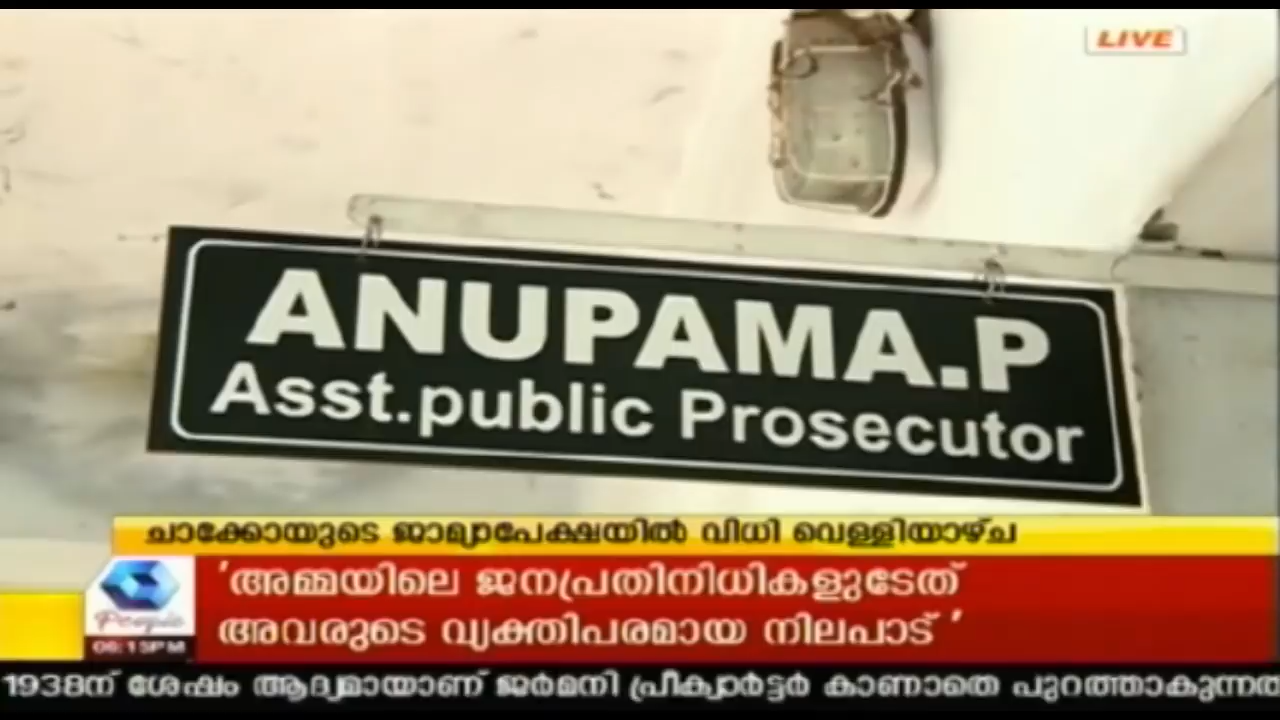 LIVE
ANUPAMA.P
Asst.public Prosecutor
ചാക്കോയുടെ ജാമ്യാപേക്ഷയിൽ വിധി വെള്ളിയാഴ്ച
'അമ്മയിലെ ജനപ്രതിനിധികളുടേത്
അവരുടെ വ്യക്തിപരമായ നിലപാട് '
People
06:15PM
1938ന് ശേഷം ആദ്യമായാണ് ജർമനി പ്രീക്വാർട്ടർ കാണാതെ പുറത്താകുന്നത